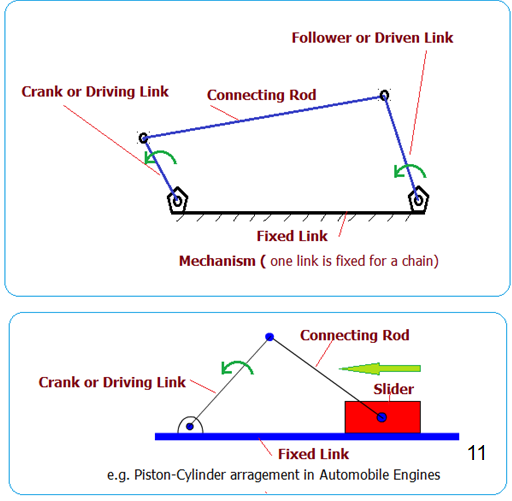 Follower or Driven Link
Crank or Driving Link
Connecting Rod
Fixed Link
Mechanism ( one link is fixed for a chain)
Connecting Rod
Crank or Driving Link
Slider
Fixed Link
11
e.g. Piston-Cylinder arragement in Automobile Engines